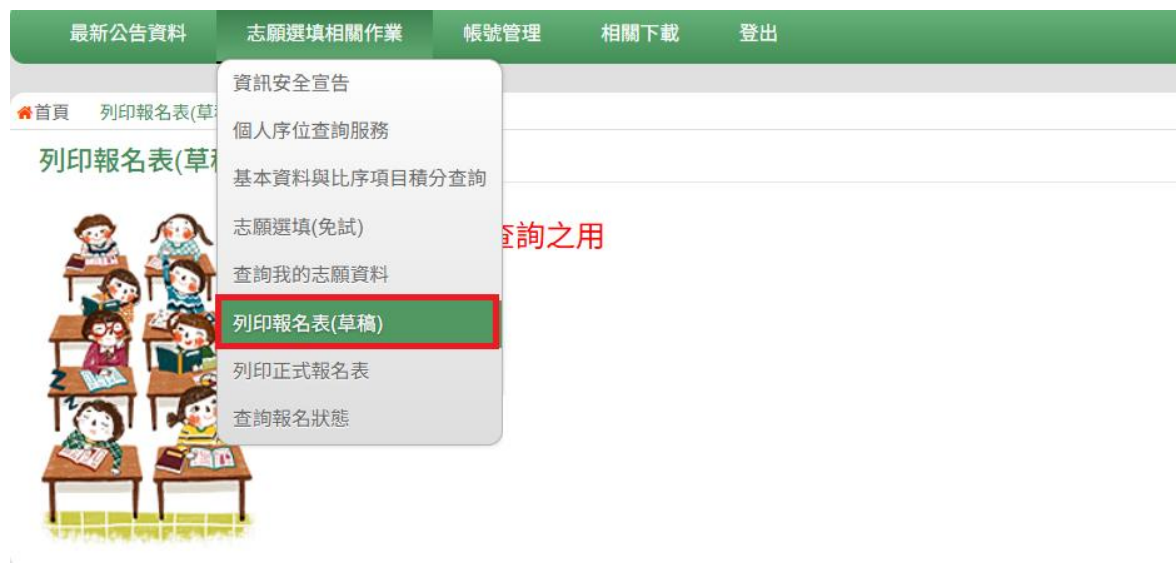 最新公告資料 志願選填相關作業 帳號管理 相關下載 登出
資訊安全宣告
首頁 列印報名表(草
個人序位查詢服務
列印報名表(草
基本資料與比序項目積分查詢
志願選填(免試)
查詢之用
查詢我的志願資料
列印報名表(草稿)
列印正式報名表
查詢報名狀態